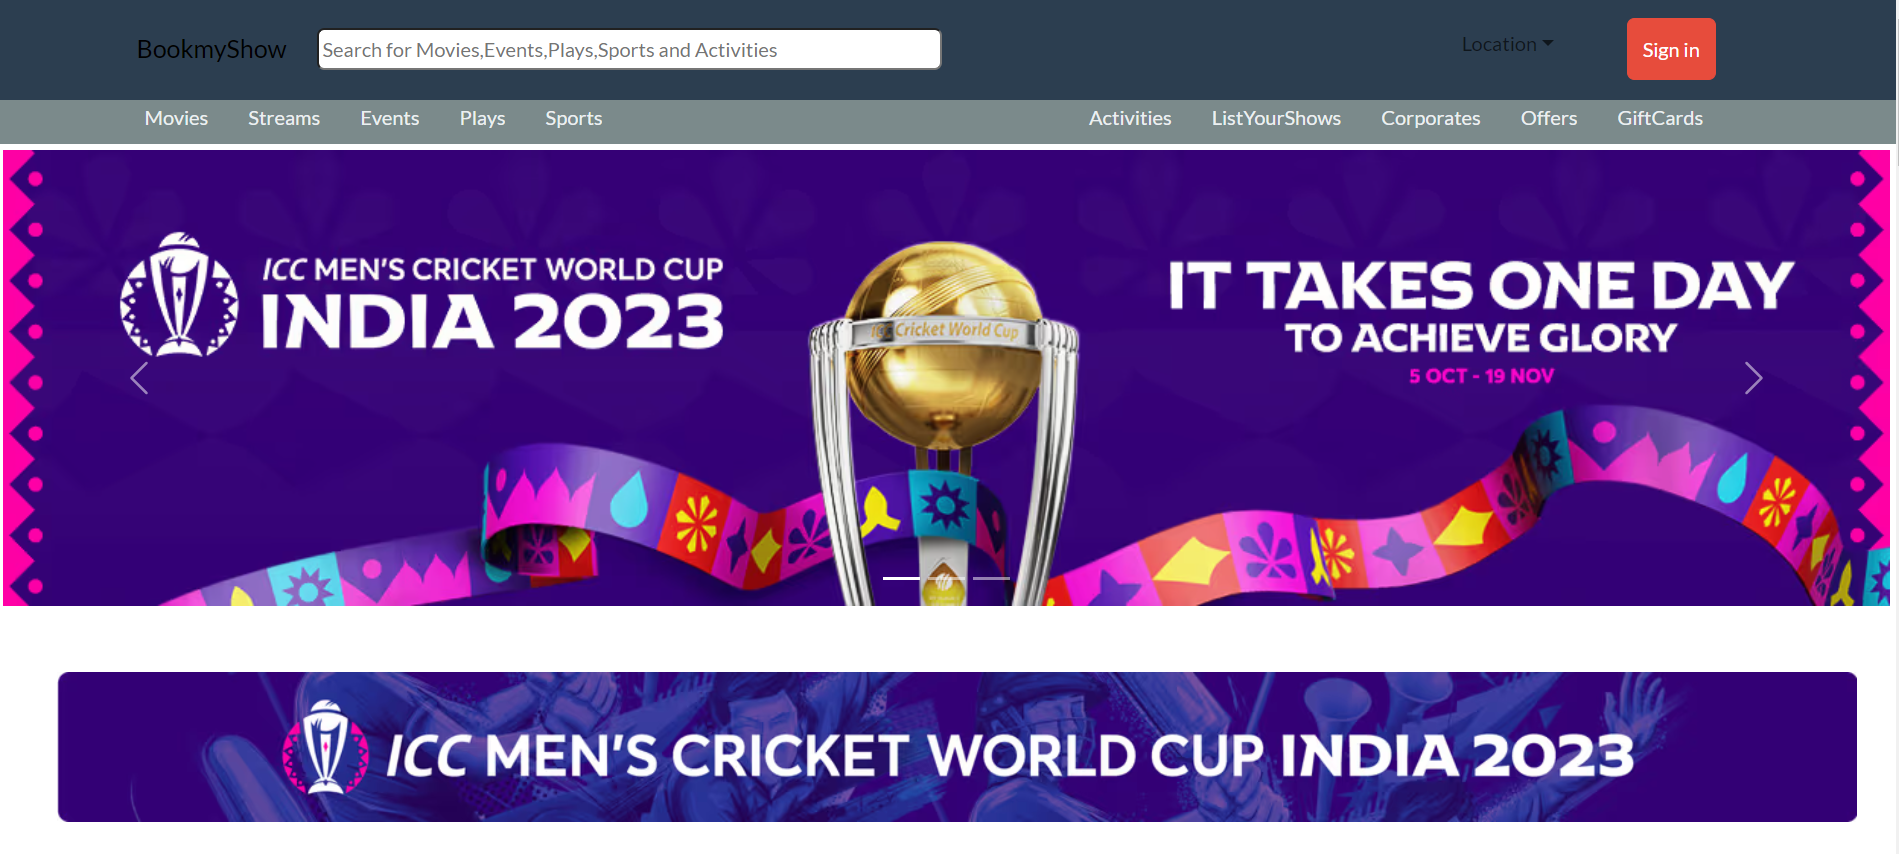 BookmyShow
Search for Movies,Events,Plays,Sports and Activities
Location
Sign in
Movies Streams Events Plays Sports Activities ListYourShows Corporates Offers GiftCards
ICC MEN'S CRICKET WORLD CUP
INDIA 2023
ICC Cricket World Cup
IT TAKES ONE DAY
TO ACHIEVE GLORY
5 OCT - 19 NOV
ICC MEN'S CRICKET WORLD CUP INDIA 2023